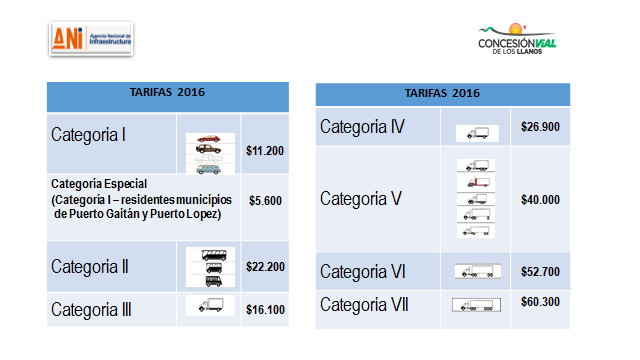 ANi Agencia Nacional de
Infraestructura
CONCESIÓN VIAL
DE LOS LLANOS
TARIFAS 2016
Categoria I
$11.200
Categoría Especial
(Categoría I – residentes municipios
de Puerto Gaitán y Puerto Lopez)
$5.600
Categoria II
$22.200
Categoria III
$16.100
TARIFAS 2016
Categoria IV
$26.900
Categoria V
$40.000
Categoria VI
$52.700
Categoria VII
$60.300